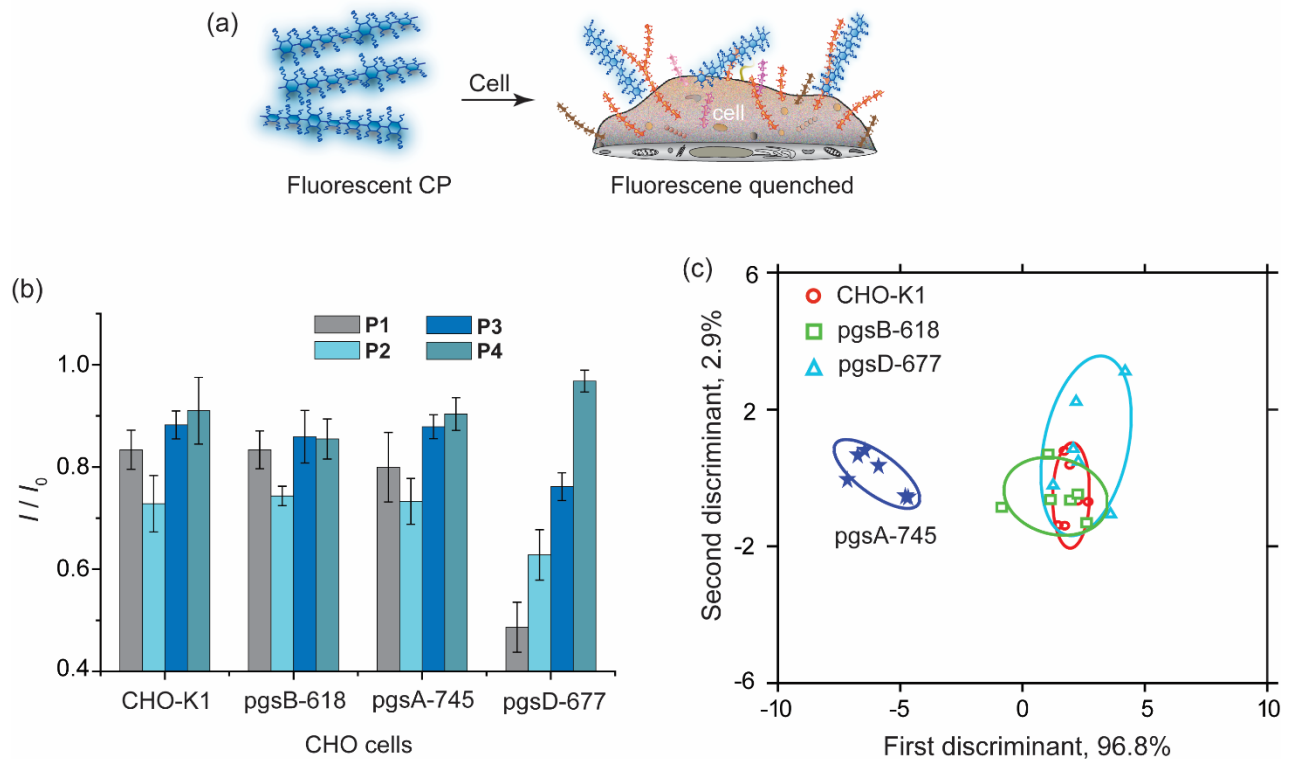 (a)
Cell
cell
Fluorescent CP
Fluorescene quenched
(b)
P1
P3
P2
P4
1.0
0.8
0.6
0.4
I / I0
CHO-K1
pgsB-618
pgsA-745
pgsD-677
CHO cells
(c)
6
2
-2
-6
Second discriminant, 2.9%
CHO-K1
pgsB-618
pgsD-677
pgsA-745
-10
-5
0
5
10
First discriminant, 96.8%